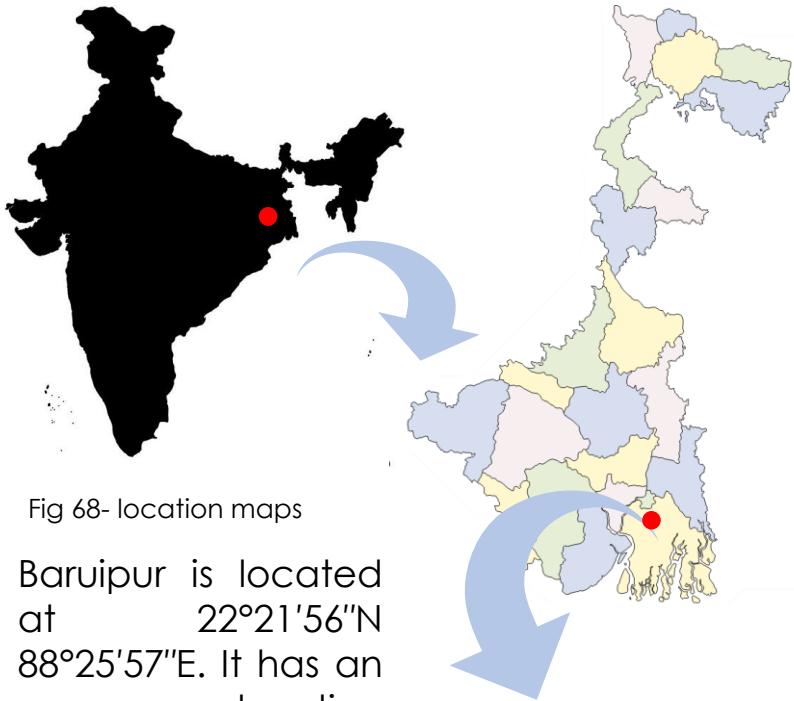 Fig 68- location maps
Baruipur is located
at 22°21'56"N
88°25'57"E. It has an